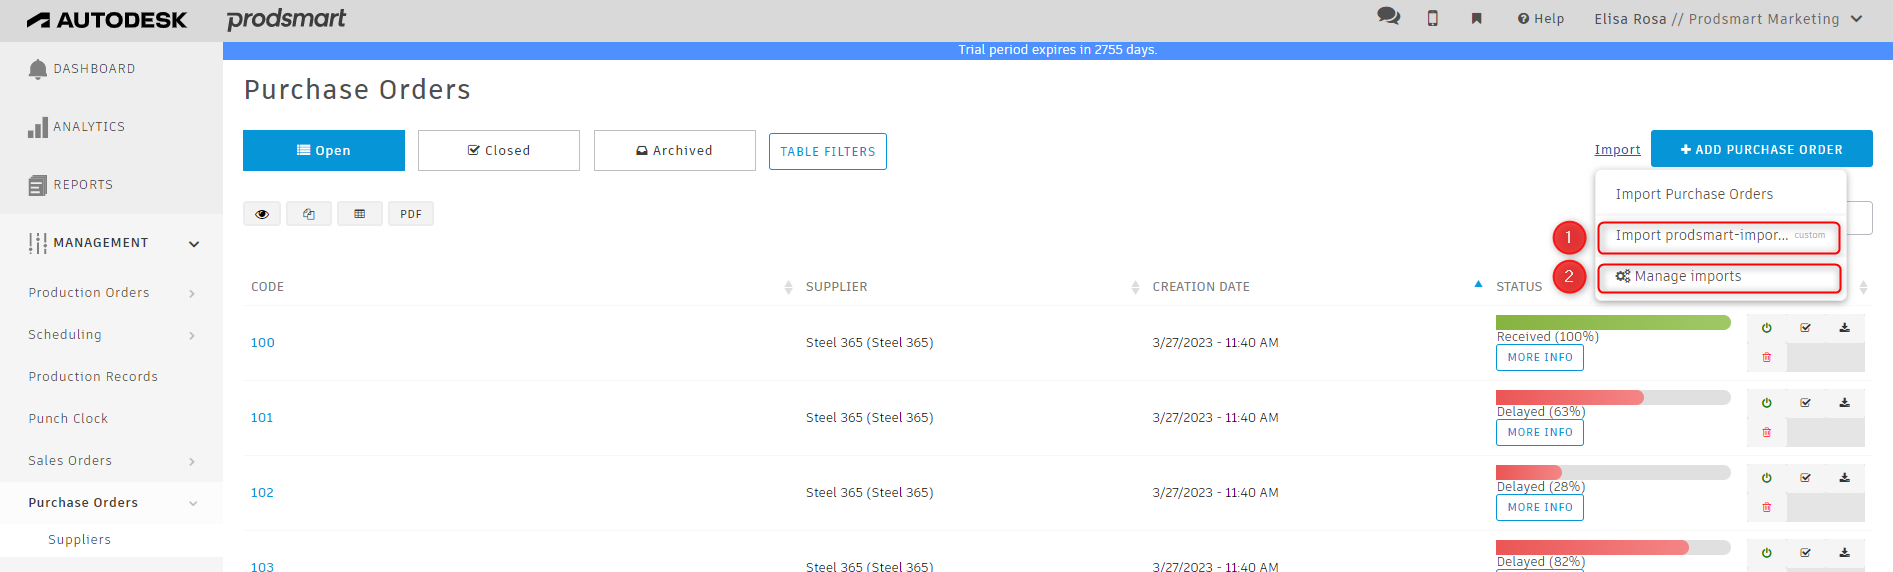 AUTODESK prodsmart
Help
Elisa Rosa // Prodsmart Marketing
Trial period expires in 2755 days.
DASHBOARD
ANALYTICS
REPORTS
MANAGEMENT
Production Orders
Scheduling
Production Records
Punch Clock
Sales Orders
Purchase Orders
Suppliers
Purchase Orders
Open
Closed
Archived
TABLE FILTERS
Import
+ ADD PURCHASE ORDER
PDF
Import Purchase Orders
1
Import prodsmart-impor... custom
2
Manage imports
CODE SUPPLIER CREATION DATE STATUS
100 Steel 365 (Steel 365) 3/27/2023 - 11:40 AM Received (100%)
MORE INFO
101 Steel 365 (Steel 365) 3/27/2023 - 11:40 AM Delayed (63%)
MORE INFO
102 Steel 365 (Steel 365) 3/27/2023 - 11:40 AM Delayed (28%)
MORE INFO
103 Steel 365 (Steel 365) 3/27/2023 - 11:40 AM Delayed (82%)